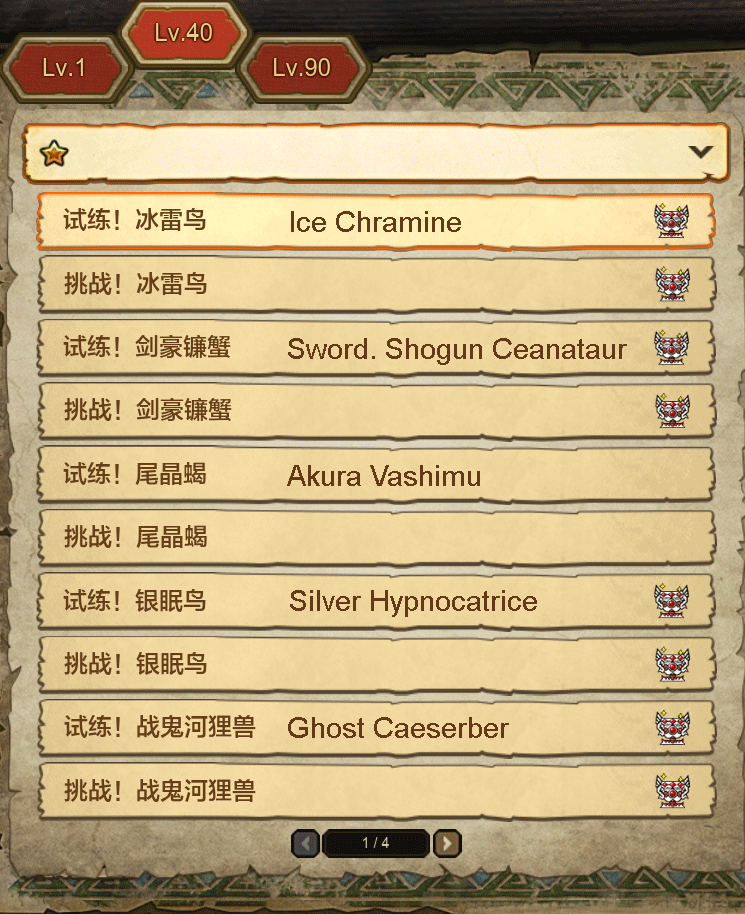 Lv.1
Lv.40
Lv.90
试练！冰雷鸟 Ice Chramine
挑战！冰雷鸟
试练！剑豪镰蟹 Sword. Shogun Ceanataur
挑战！剑豪镰蟹
试练！尾晶蝎 Akura Vashimu
挑战！尾晶蝎
试练！银眠鸟 Silver Hypnocatrice
挑战！银眠鸟
试练！战鬼河狸兽 Ghost Caeserber
挑战！战鬼河狸兽
1 / 4